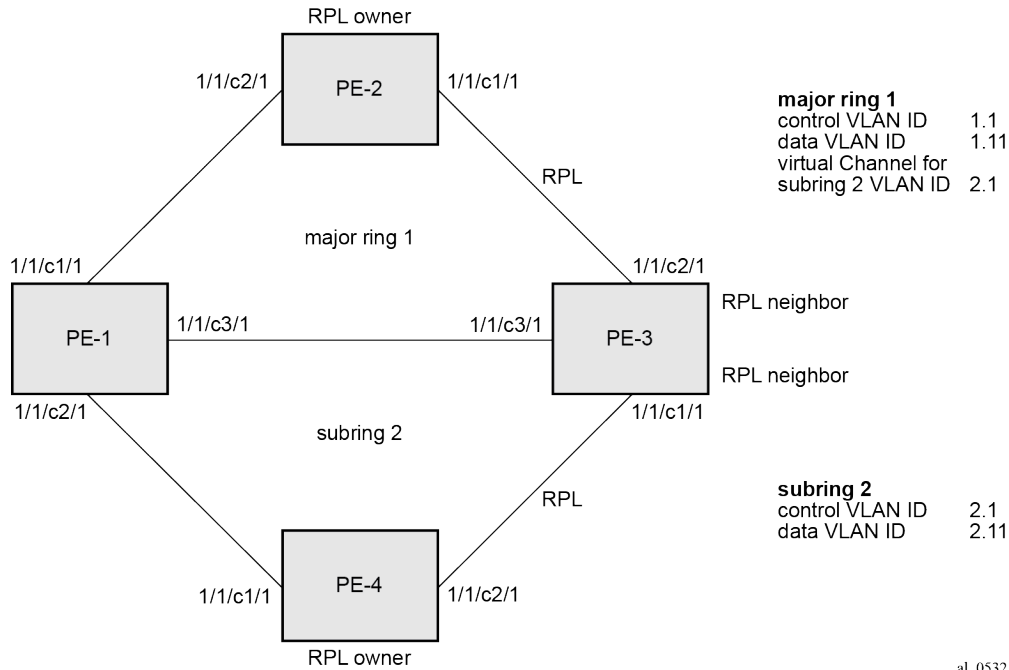 RPL owner
1/1/c2/1
PE-2
1/1/c1/1
major ring 1
control VLAN ID 1.1
data VLAN ID 1.11
virtual Channel for
subring 2 VLAN ID 2.1
RPL
major ring 1
1/1/c1/1
1/1/c2/1
PE-1
1/1/c3/1
1/1/c3/1
PE-3
RPL neighbor
RPL neighbor
1/1/c2/1
1/1/c1/1
subring 2
RPL
subring 2
control VLAN ID 2.1
data VLAN ID 2.11
1/1/c1/1
PE-4
1/1/c2/1
RPL owner
al_0532